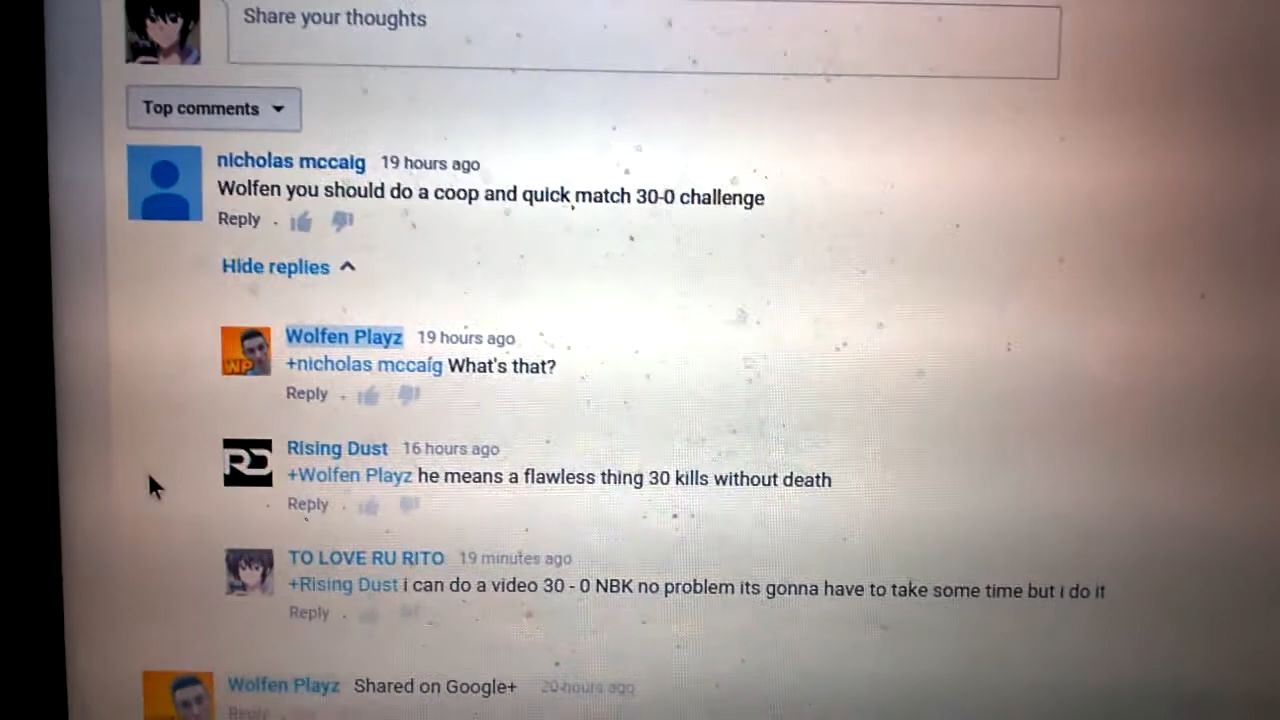 Share your thoughts
Top comments
nicholas mccaig 19 hours ago
Wolfen you should do a coop and quick match 30-0 challenge
Reply
Hide replies
Wolfen Playz 19 hours ago
WP
+nicholas mccaig What's that?
Reply
Rising Dust 16 hours ago
RD
+Wolfen Playz he means a flawless thing 30 kills without death
Reply
TO LOVE RU RITO 19 minutes ago
+Rising Dust i can do a video 30 - 0 NBK no problem its gonna have to take some time but i do it
Reply
Wolfen Playz Shared on Google+ 20 hours ago
Reply